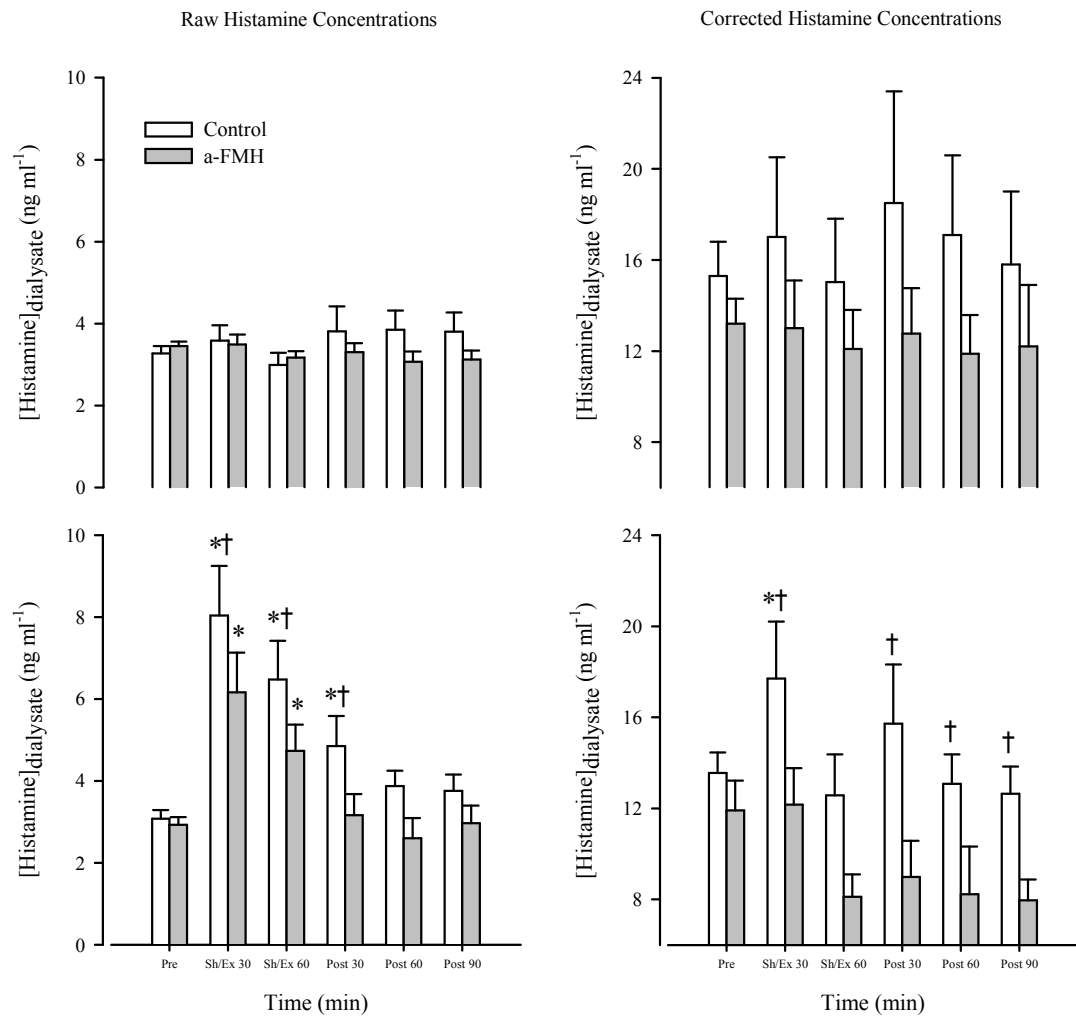 Raw Histamine Concentrations
Corrected Histamine Concentrations
[Histamine]dialysate (ng ml-1)
10
8
6
4
2
0
Control
a-FMH
[Histamine]dialysate (ng ml-1)
24
20
16
12
8
[Histamine]dialysate (ng ml-1)
10
8
6
4
2
0
*†
*
*†
*
*†
Pre Sh/Ex 30 Sh/Ex 60 Post 30 Post 60 Post 90
Time (min)
[Histamine]dialysate (ng ml-1)
24
20
16
12
8
*†
†
†
†
Pre Sh/Ex 30 Sh/Ex 60 Post 30 Post 60 Post 90
Time (min)